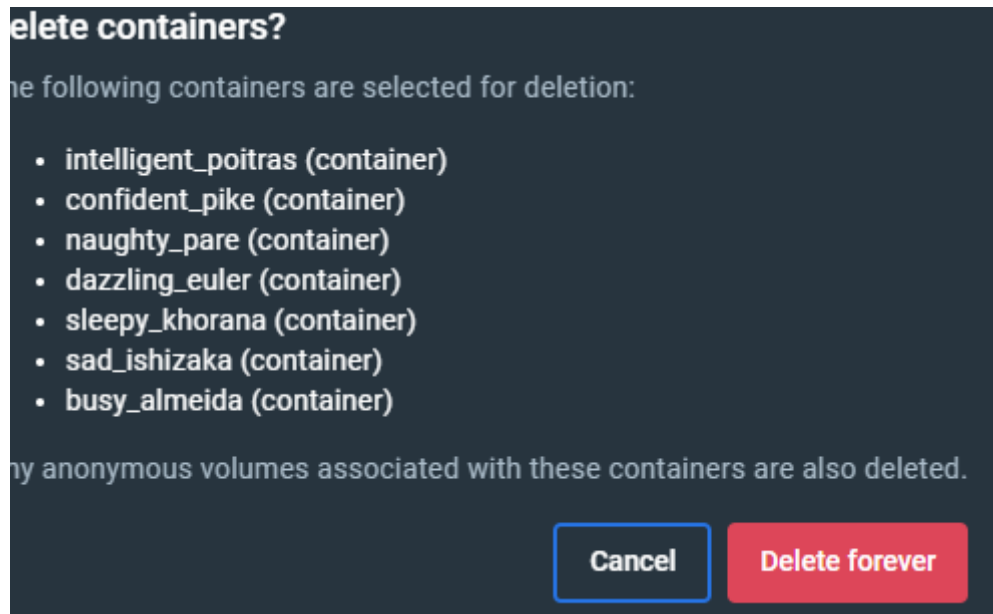 elete containers?
he following containers are selected for deletion:
• intelligent_poitras (container)
• confident_pike (container)
• naughty_pare (container)
• dazzling_euler (container)
• sleepy_khorana (container)
• sad_ishizaka (container)
• busy_almeida (container)
ny anonymous volumes associated with these containers are also deleted.
Cancel Delete forever